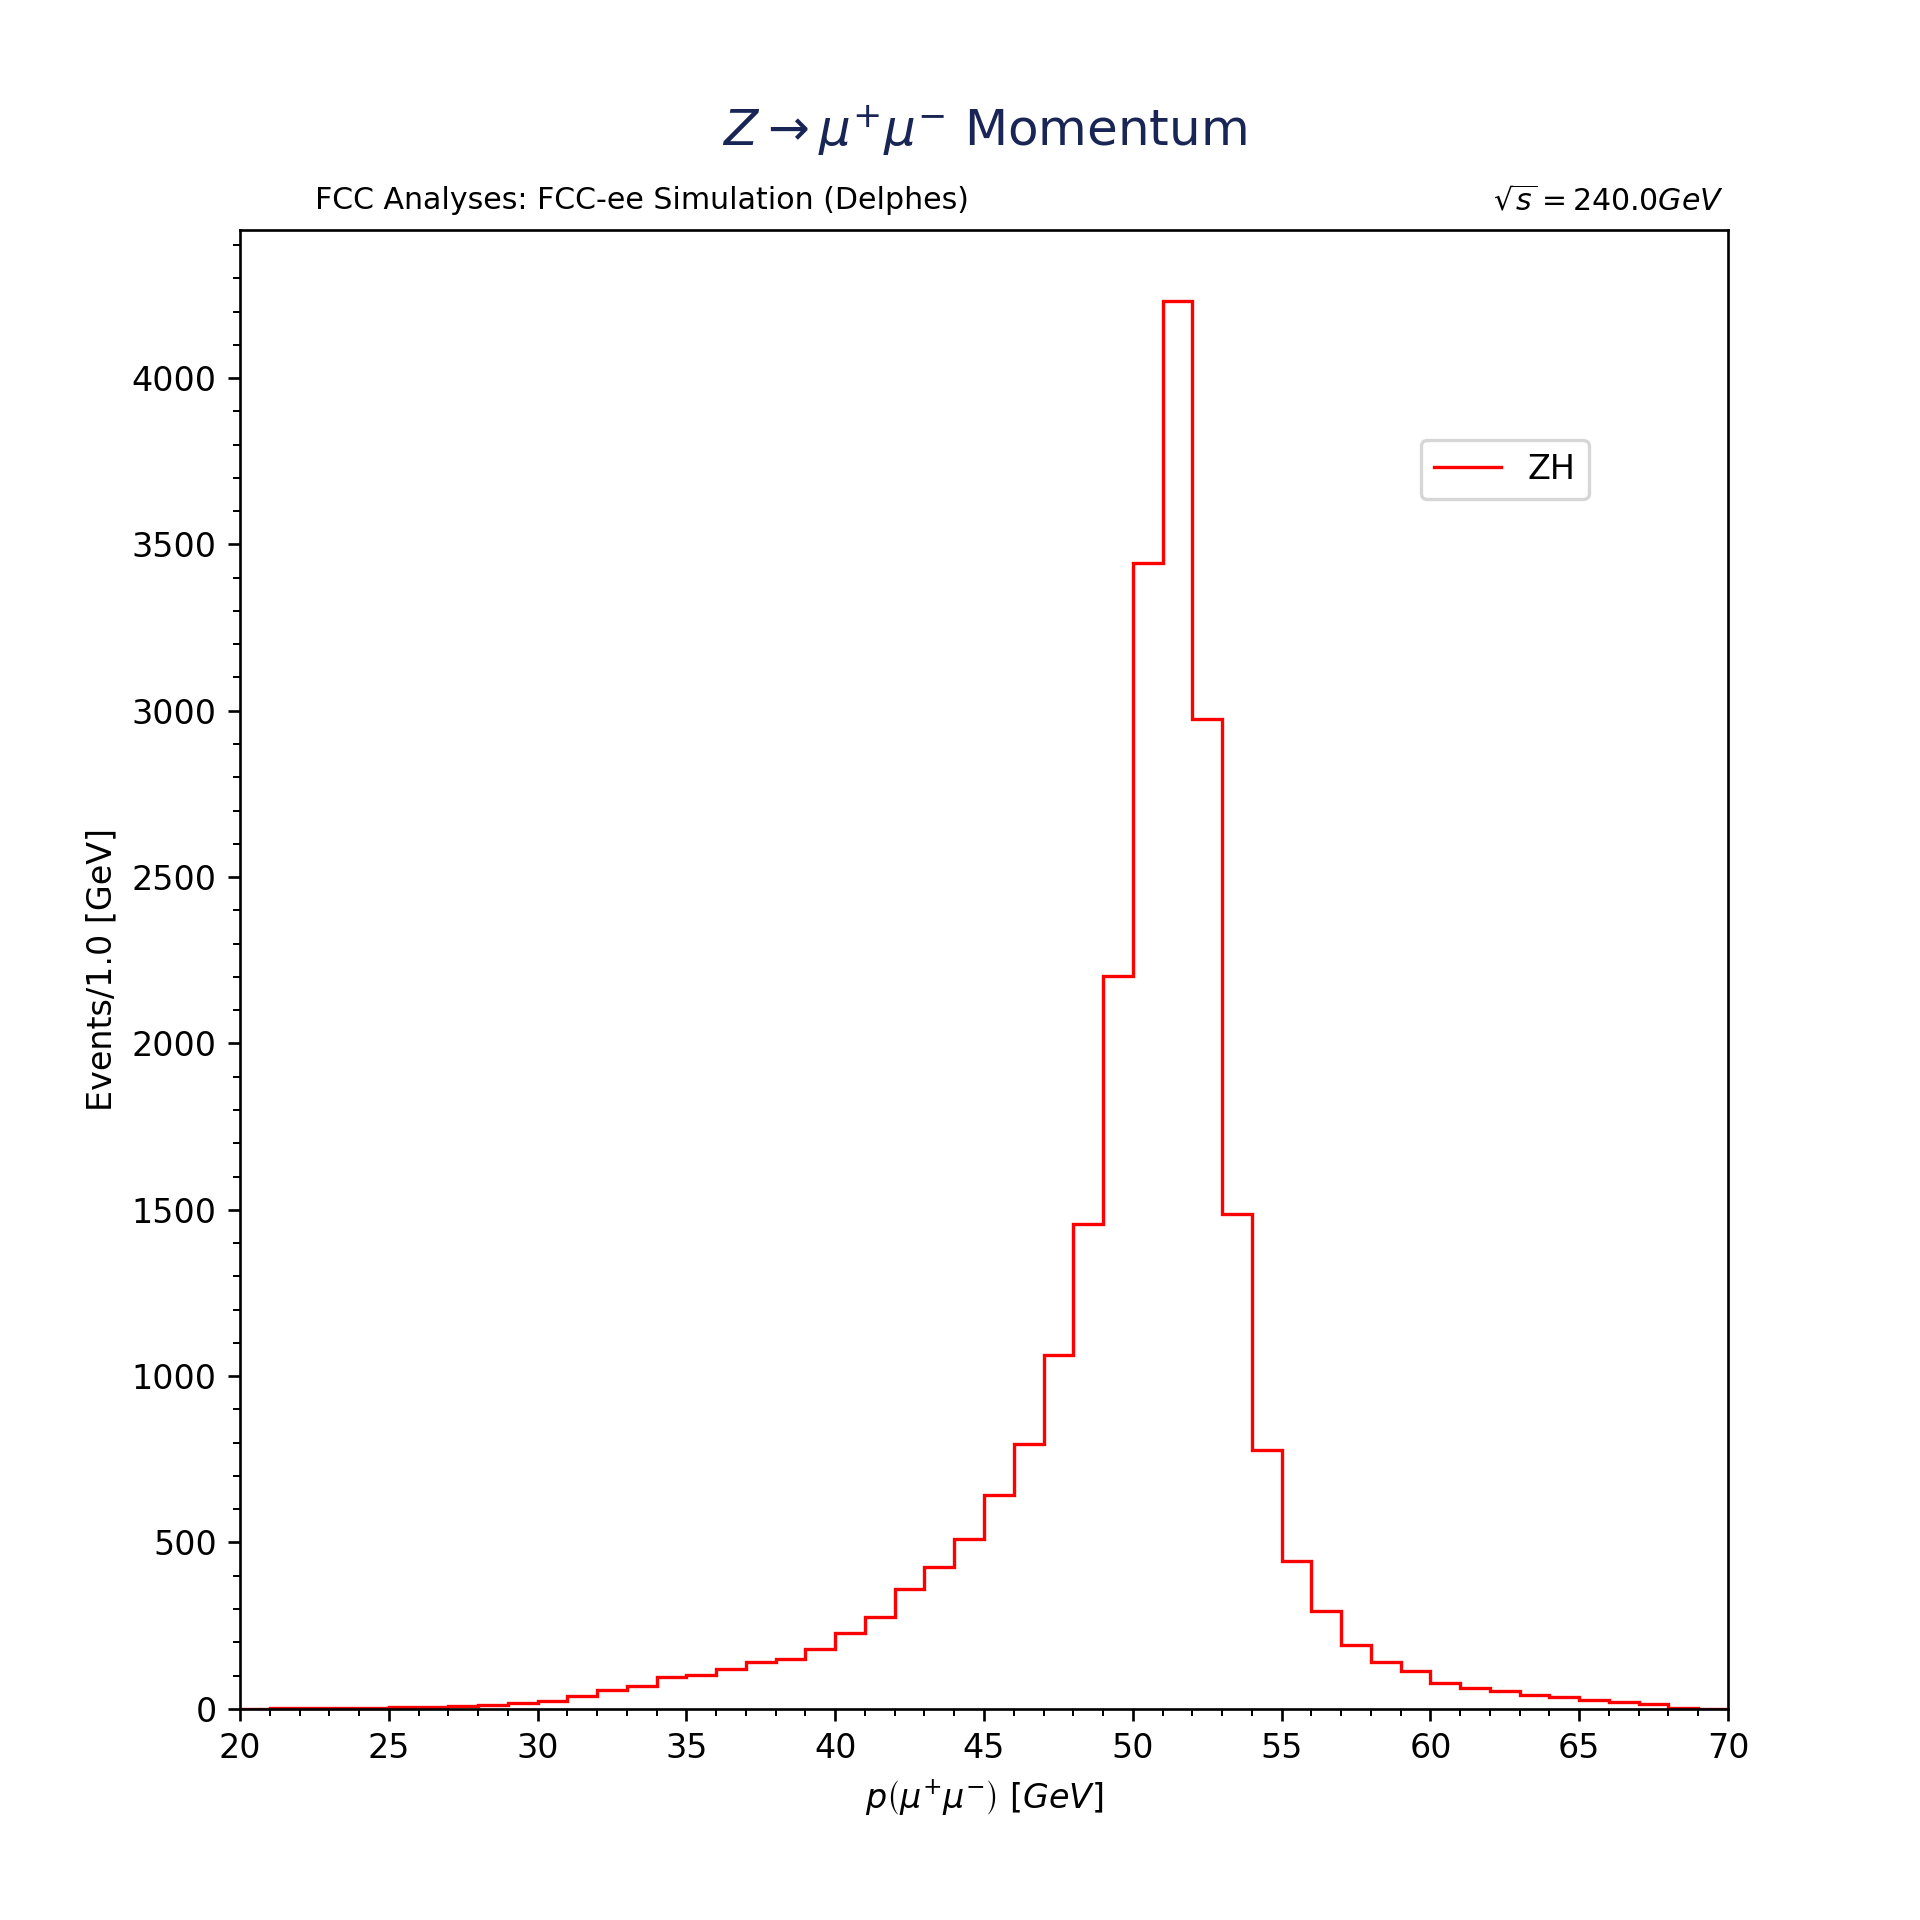 Z → μ⁺μ⁻ Momentum
FCC Analyses: FCC-ee Simulation (Delphes)
√s = 240.0GeV
ZH
Events/1.0 [GeV]
4000
3500
3000
2500
2000
1500
1000
500
0
20 25 30 35 40 45 50 55 60 65 70
p(μ⁺μ⁻) [GeV]